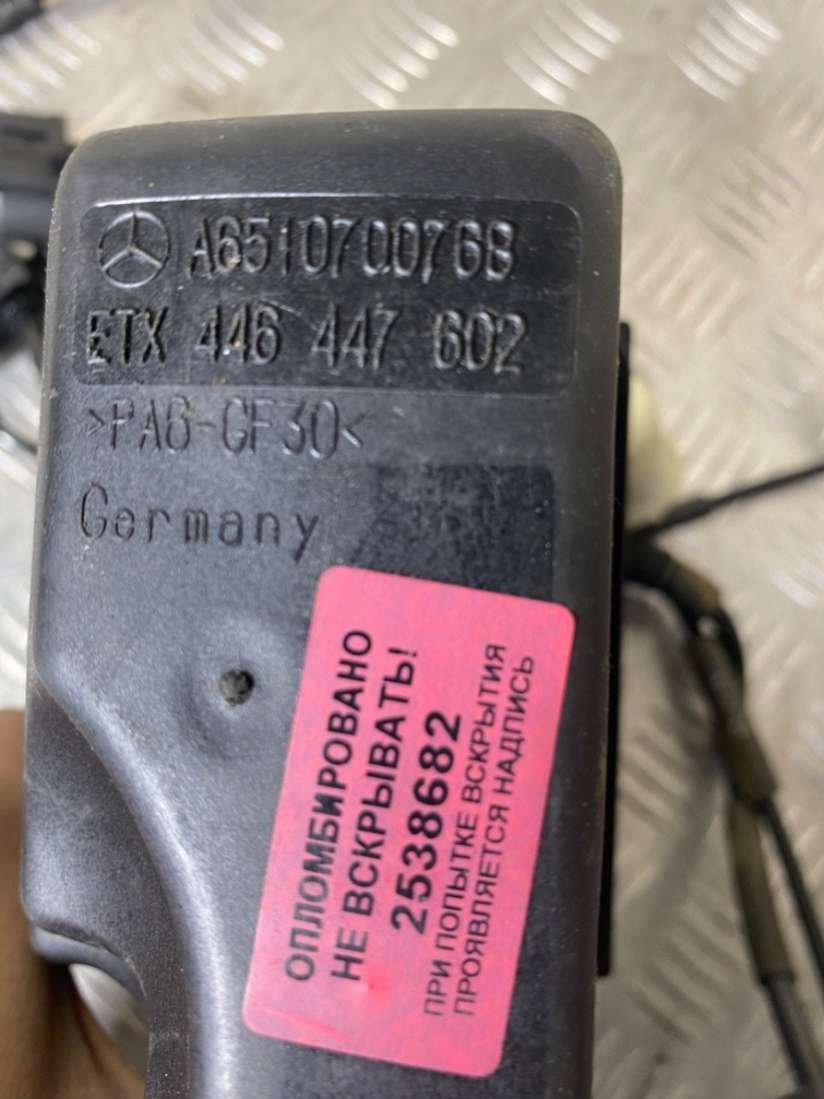 A6510700768
ETX 446 447 602
>PA6-GF30<
Germany
ОПЛОМБИРОВАНО
НЕ ВСКРЫВАТЬ!
2538682
ПРИ ПОПЫТКЕ ВСКРЫТИЯ
ПРОЯВЛЯЕТСЯ НАДПИСЬ